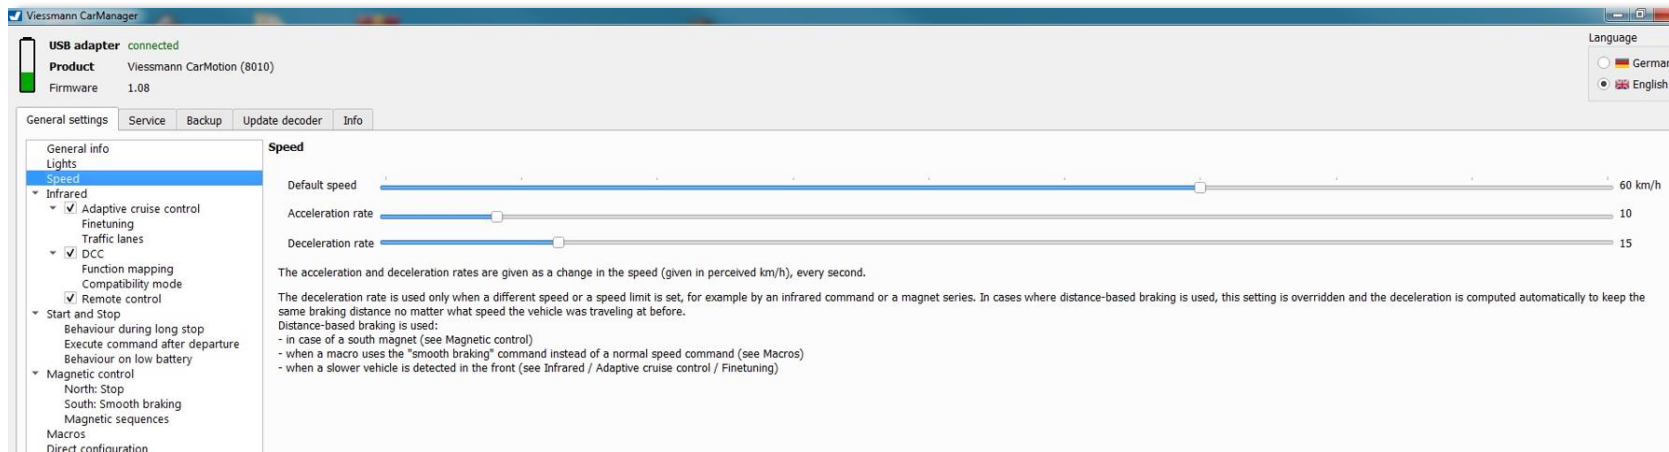 Viessmann CarManager
USB adapter connected
Product Viessmann CarMotion (8010)
Firmware 1.08
Language
German
English
General settings Service Backup Update decoder Info
General info
Lights
Speed
Infrared
Adaptive cruise control
Finetuning
Traffic lanes
DCC
Function mapping
Compatibility mode
Remote control
Start and Stop
Behaviour during long stop
Execute command after departure
Behaviour on low battery
Magnetic control
North: Stop
South: Smooth braking
Magnetic sequences
Macros
Direct configuration
Speed
Default speed 60 km/h
Acceleration rate 10
Deceleration rate 15
The acceleration and deceleration rates are given as a change in the speed (given in perceived km/h), every second.
The deceleration rate is used only when a different speed or a speed limit is set, for example by an infrared command or a magnet series. In cases where distance-based braking is used, this setting is overridden and the deceleration is computed automatically to keep the
same braking distance no matter what speed the vehicle was traveling at before.
Distance-based braking is used:
- in case of a south magnet (see Magnetic control)
- when a macro uses the "smooth braking" command instead of a normal speed command (see Macros)
- when a slower vehicle is detected in the front (see Infrared / Adaptive cruise control / Finetuning)